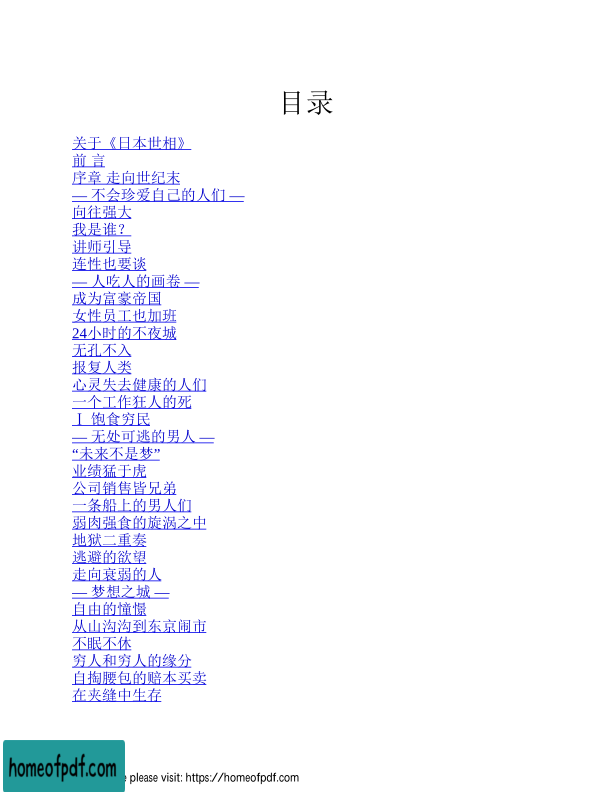 目录
关于《日本世相》
前 言
序章 走向世纪末
— 不会珍爱自己的人们 —
向往强大
我是谁？
讲师引导
连性也要谈
— 人吃人的画卷 —
成为富豪帝国
女性员工也加班
24小时的不夜城
无孔不入
报复人类
心灵失去健康的人们
一个工作狂人的死
Ⅰ 饱食穷民
— 无处可逃的男人 —
“未来不是梦”
业绩猛于虎
公司销售皆兄弟
一条船上的男人们
弱肉强食的旋涡之中
地狱二重奏
逃避的欲望
走向衰弱的人
— 梦想之城 —
自由的憧憬
从山沟沟到东京闹市
不眠不休
穷人和穷人的缘分
自掏腰包的赔本买卖
在夹缝中生存
homeofpdf.com
please visit: https://homeofpdf.com